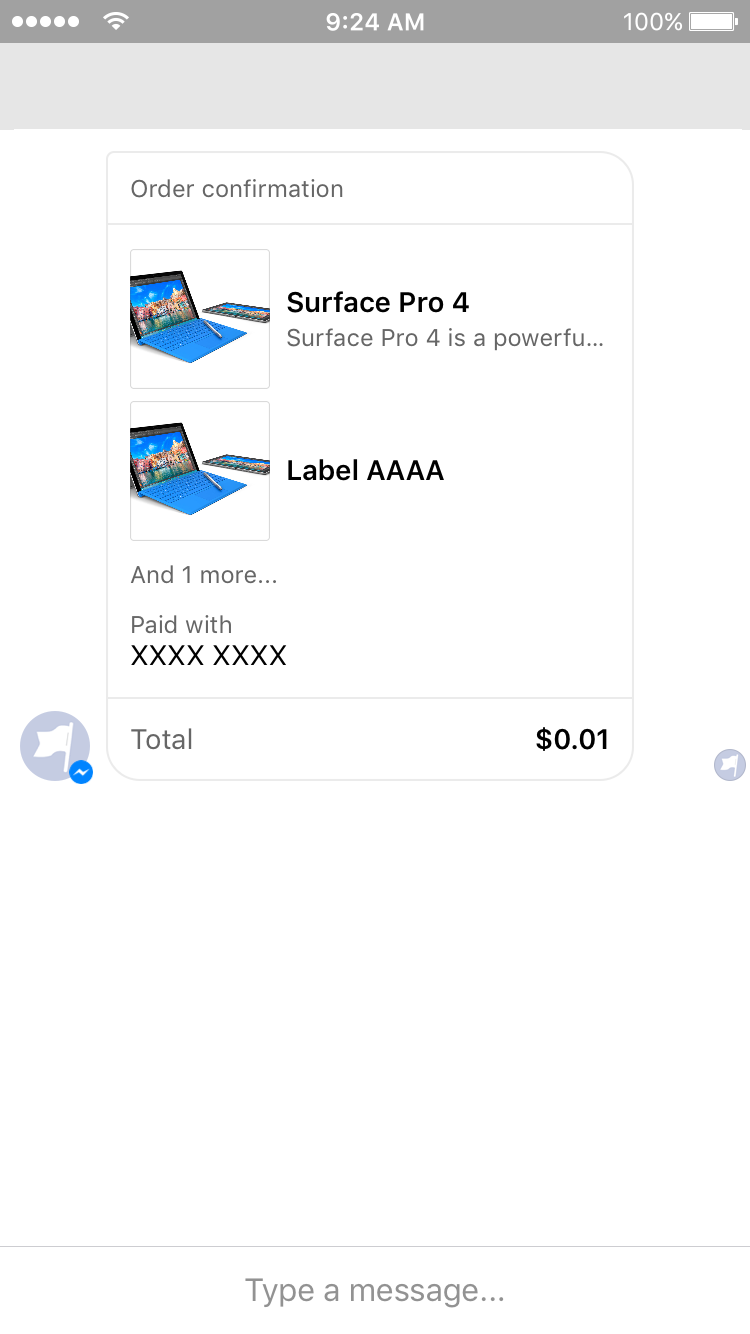 9:24 AM 100%
Order confirmation
Surface Pro 4
Surface Pro 4 is a powerfu...
Label AAAA
And 1 more...
Paid with
XXXX XXXX
Total $0.01
Type a message...